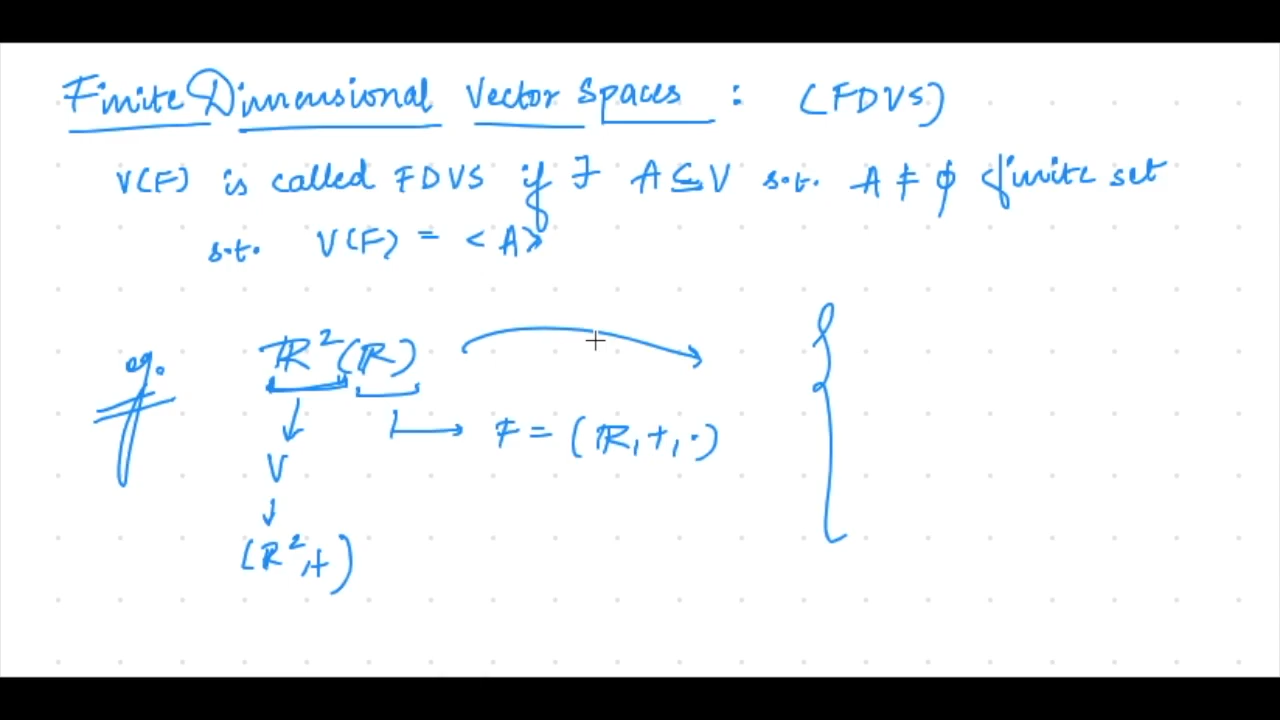 Finite Dimensional Vector Spaces : (FDVS)
V(F) is called FDVS if ∃ A ⊆ V s.t. A ≠ ϕ finite set
s.t. V(F) = <A>
eg. ℝ²(ℝ)
F = (ℝ, +, ·)
V
(ℝ², +)